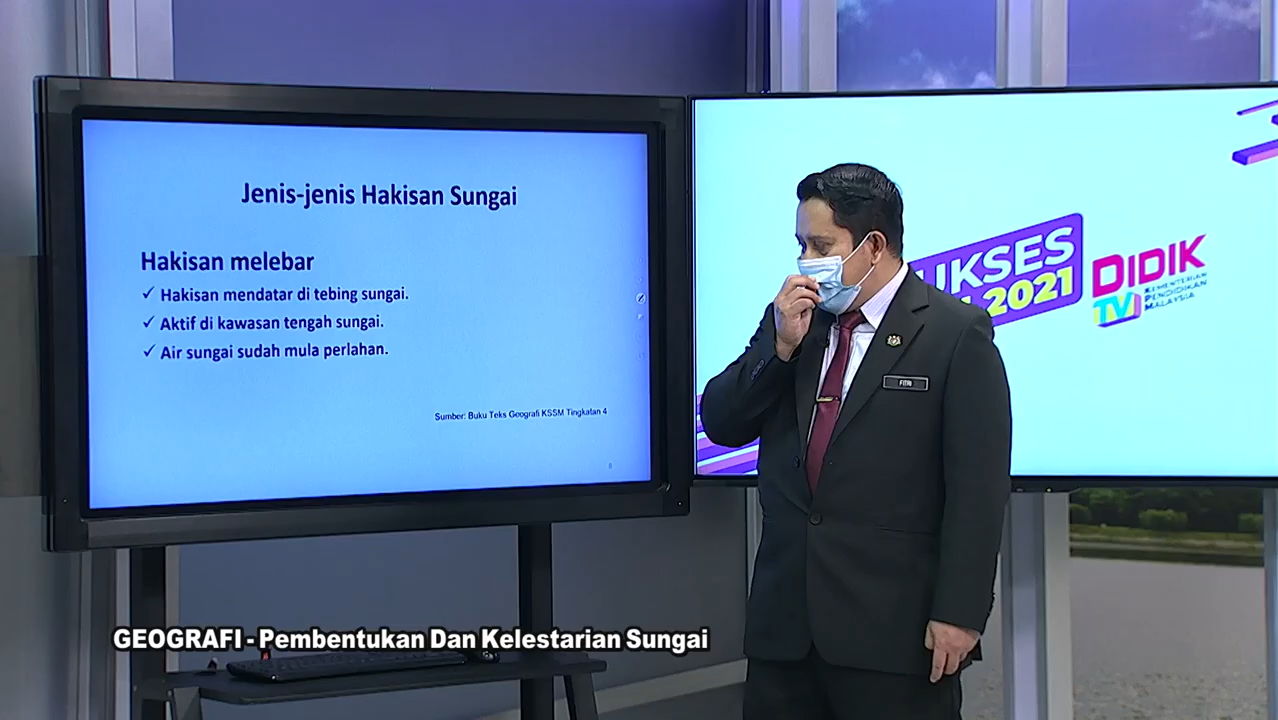 Jenis-jenis Hakisan Sungai
Hakisan melebar
✓ Hakisan mendatar di tebing sungai.
✓ Aktif di kawasan tengah sungai.
✓ Air sungai sudah mula perlahan.
Sumber: Buku Teks Geografi KSSM Tingkatan 4
8
UKSES
2021
DIDIK
TV
KEMENTERIAN
PENDIDIKAN
MALAYSIA
FITRI
GEOGRAFI - Pembentukan Dan Kelestarian Sungai